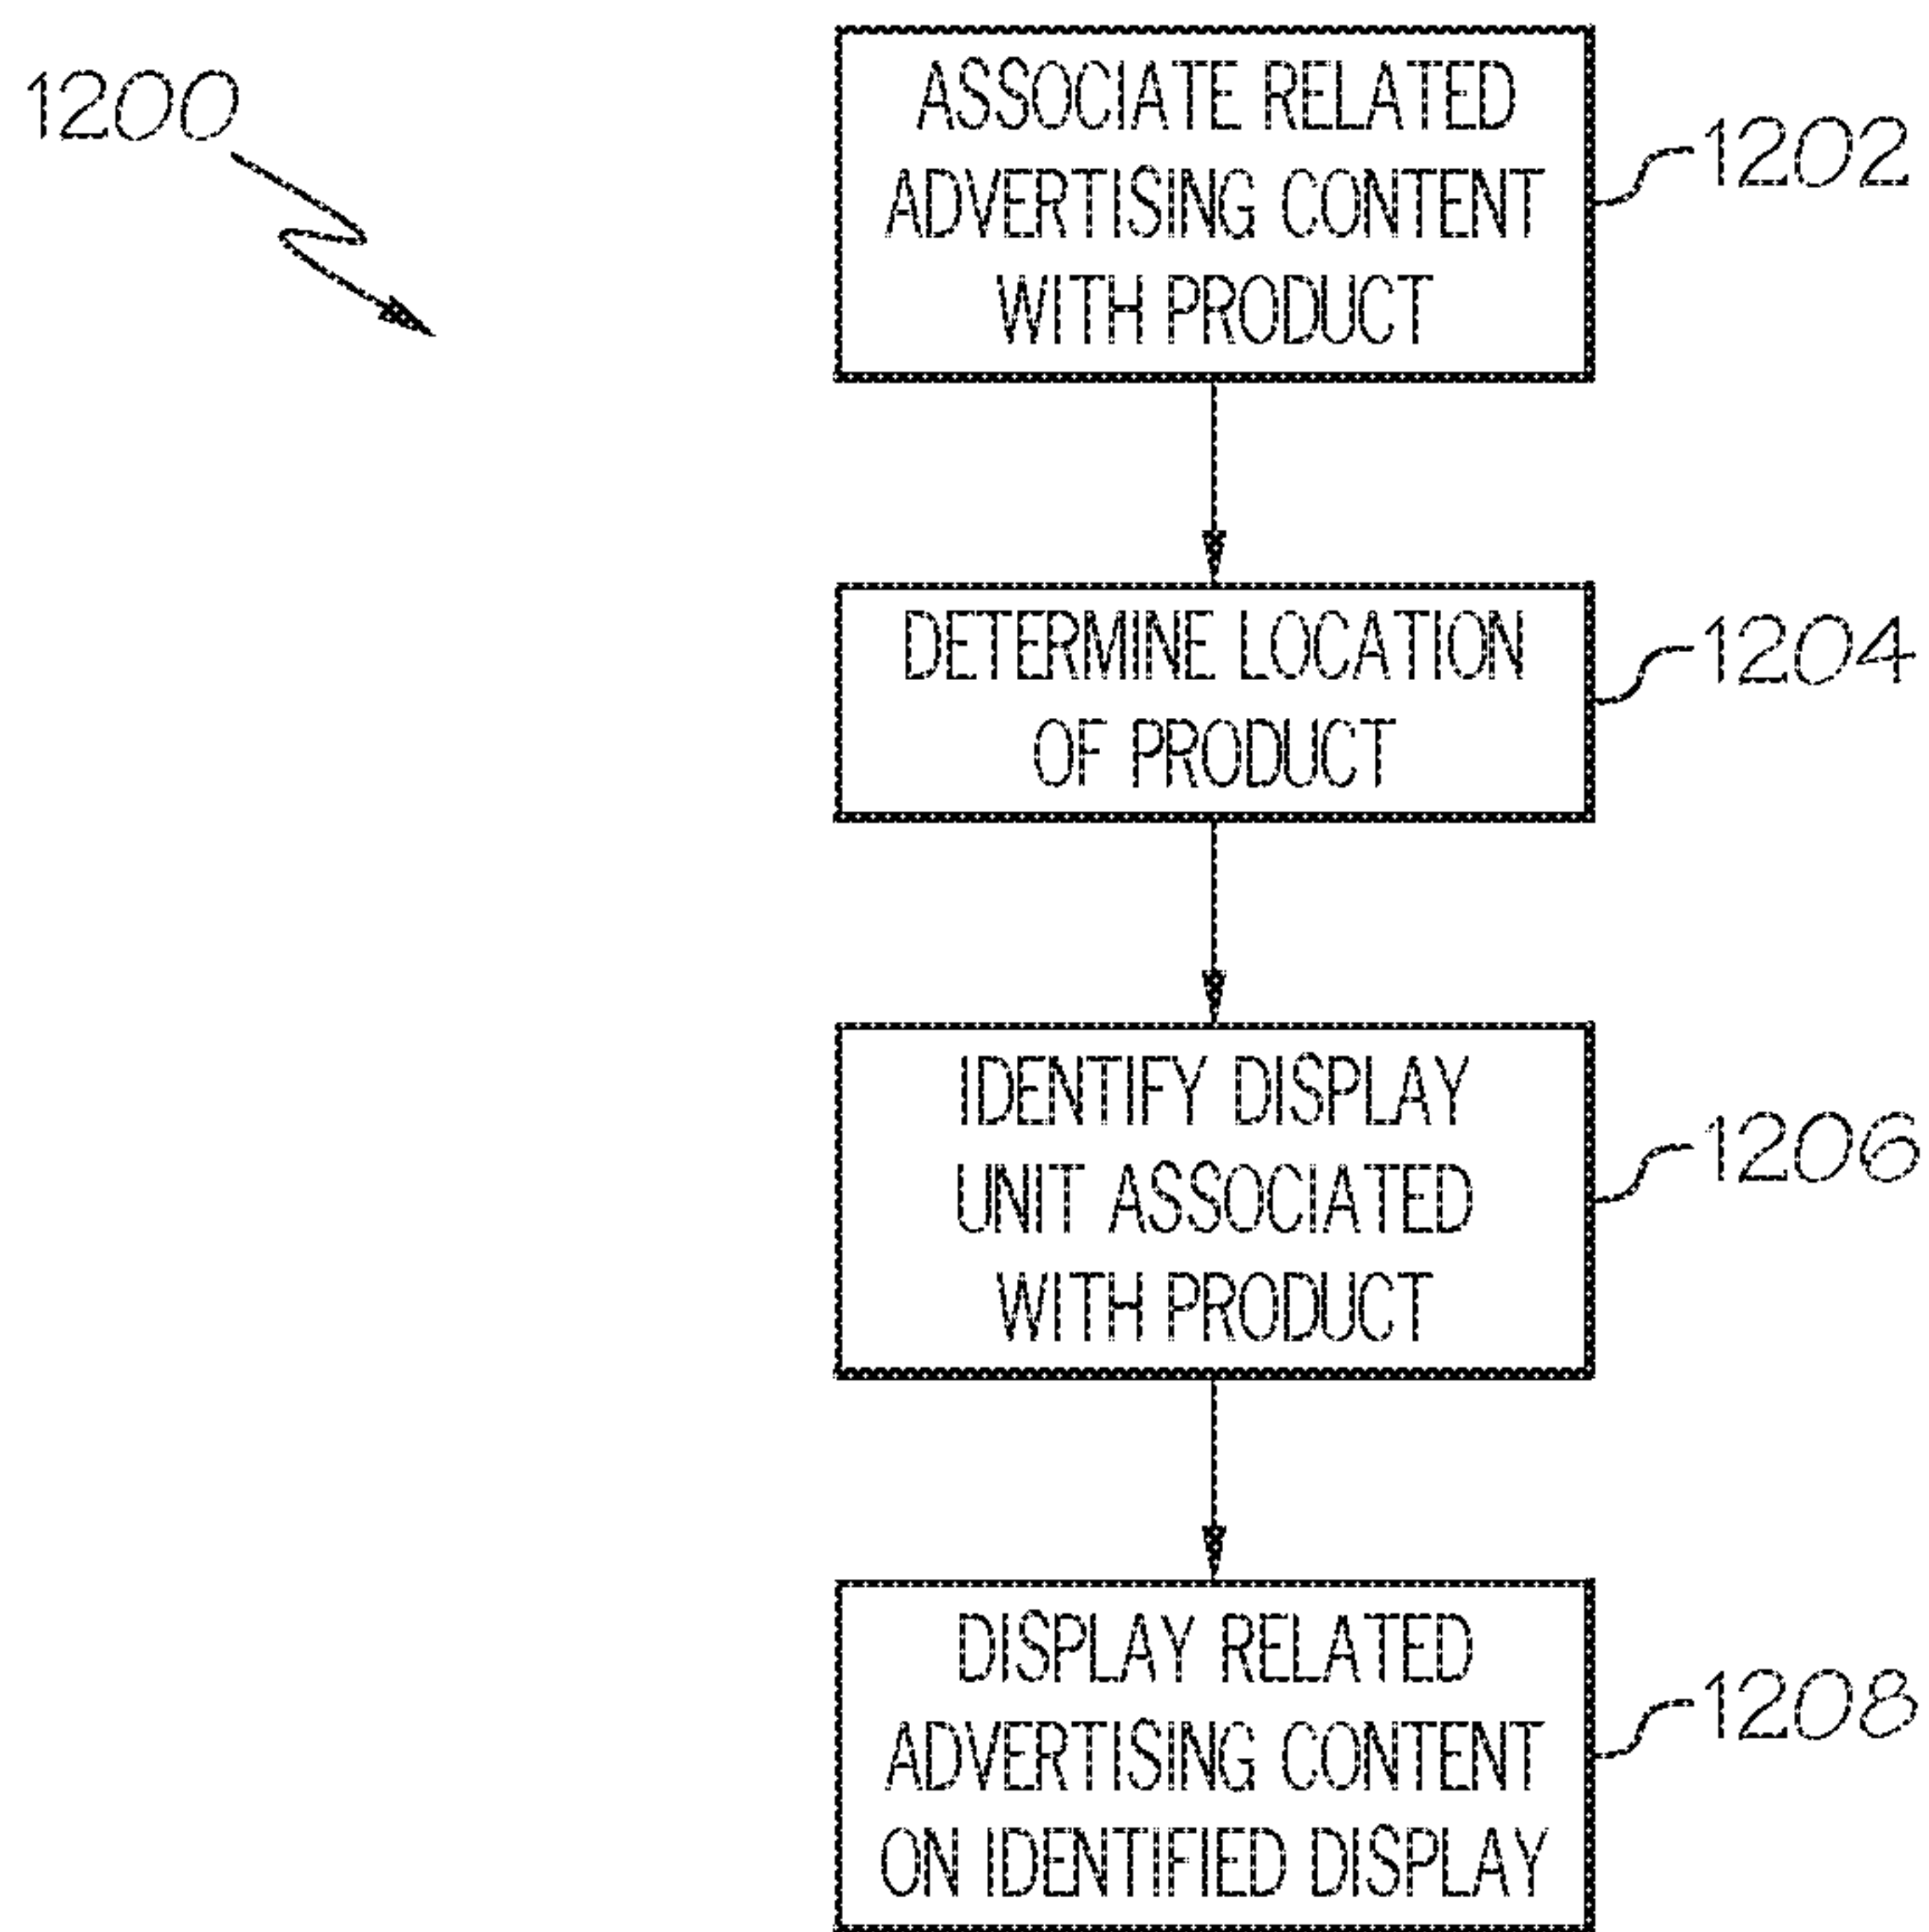 1200
ASSOCIATE RELATED
ADVERTISING CONTENT
WITH PRODUCT
1202
DETERMINE LOCATION
OF PRODUCT
1204
IDENTIFY DISPLAY
UNIT ASSOCIATED
WITH PRODUCT
1206
DISPLAY RELATED
ADVERTISING CONTENT
ON IDENTIFIED DISPLAY
1208